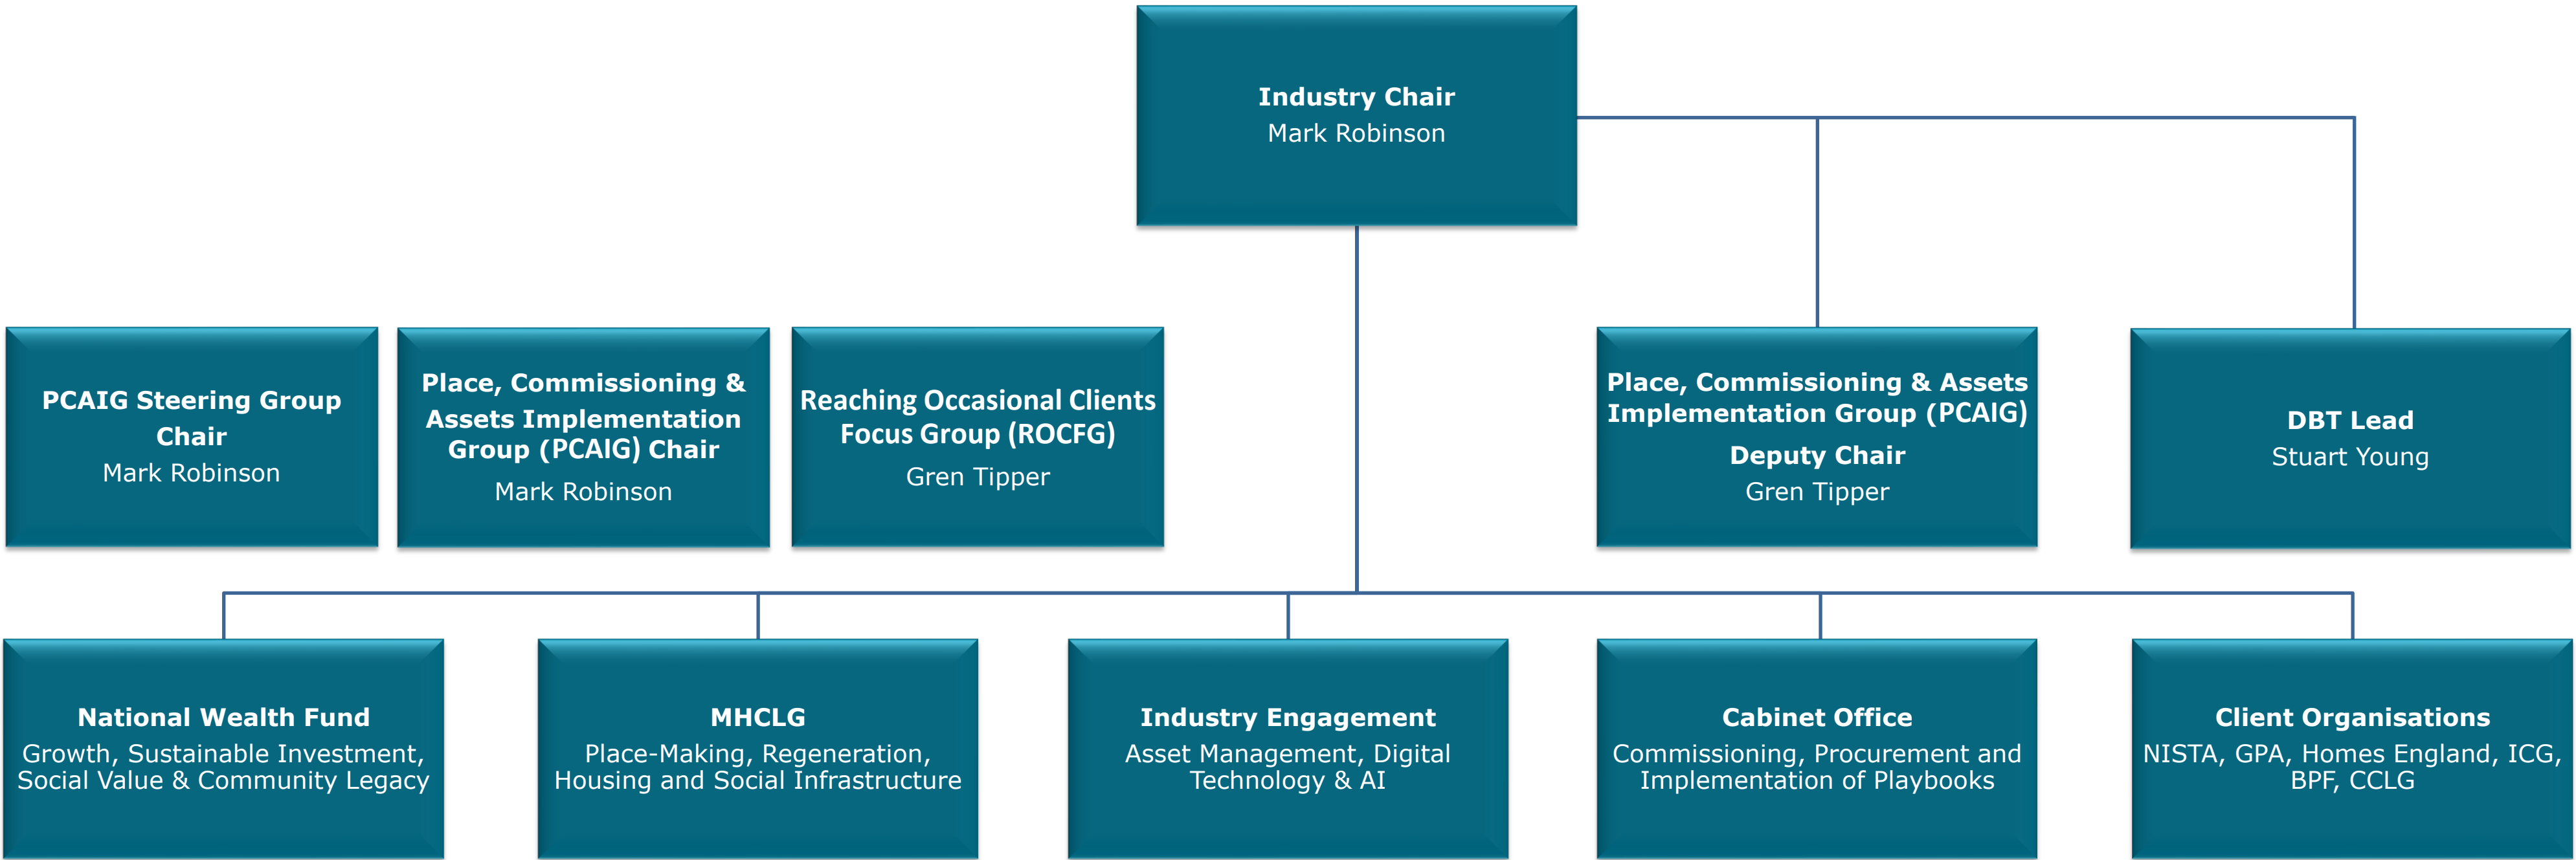 Industry Chair
Mark Robinson
PCAIG Steering Group
Chair
Mark Robinson
Place, Commissioning &
Assets Implementation
Group (PCAIG) Chair
Mark Robinson
Reaching Occasional Clients
Focus Group (ROCFG)
Gren Tipper
Place, Commissioning & Assets
Implementation Group (PCAIG)
Deputy Chair
Gren Tipper
DBT Lead
Stuart Young
National Wealth Fund
Growth, Sustainable Investment,
Social Value & Community Legacy
MHCLG
Place-Making, Regeneration,
Housing and Social Infrastructure
Industry Engagement
Asset Management, Digital
Technology & AI
Cabinet Office
Commissioning, Procurement and
Implementation of Playbooks
Client Organisations
NISTA, GPA, Homes England, ICG,
BPF, CCLG